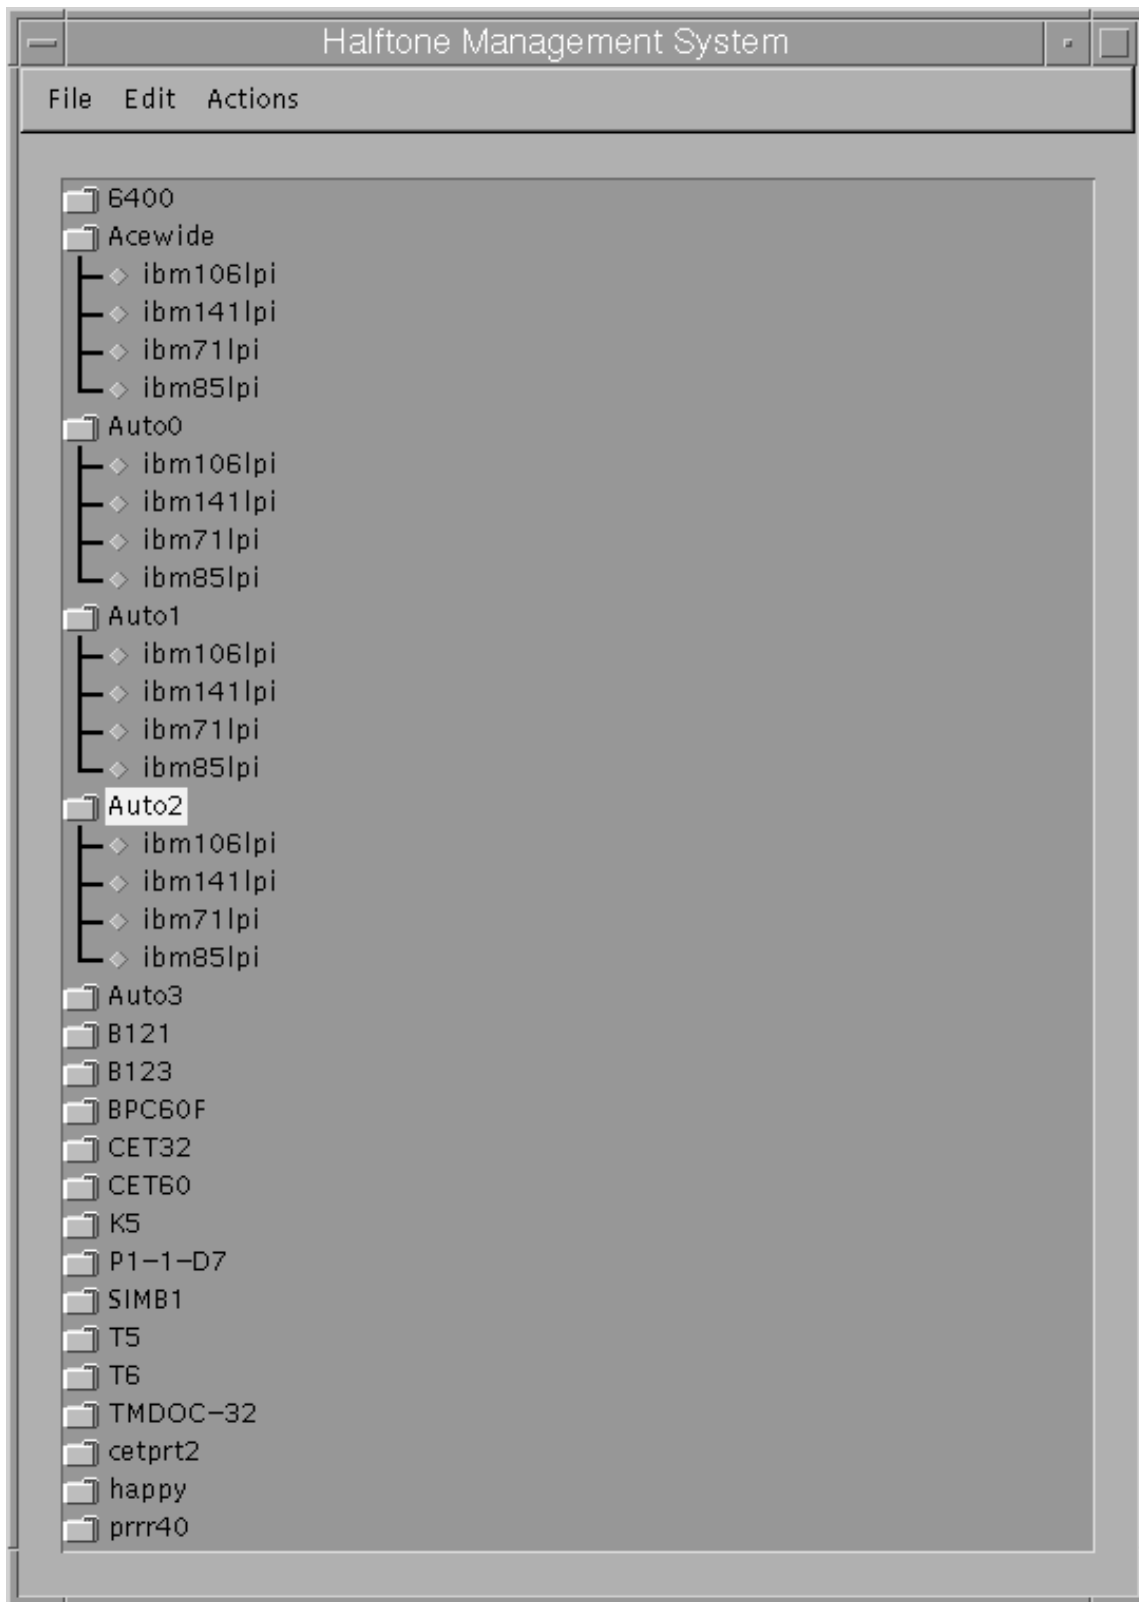 Halftone Management System
File Edit Actions
6400
Acewide
ibm106lpi
ibm141lpi
ibm71lpi
ibm85lpi
Auto0
ibm106lpi
ibm141lpi
ibm71lpi
ibm85lpi
Auto1
ibm106lpi
ibm141lpi
ibm71lpi
ibm85lpi
Auto2
ibm106lpi
ibm141lpi
ibm71lpi
ibm85lpi
Auto3
B121
B123
BPC60F
CET32
CET60
K5
P1-1-D7
SIMB1
T5
T6
TMDOC-32
cetprt2
happy
prrr40